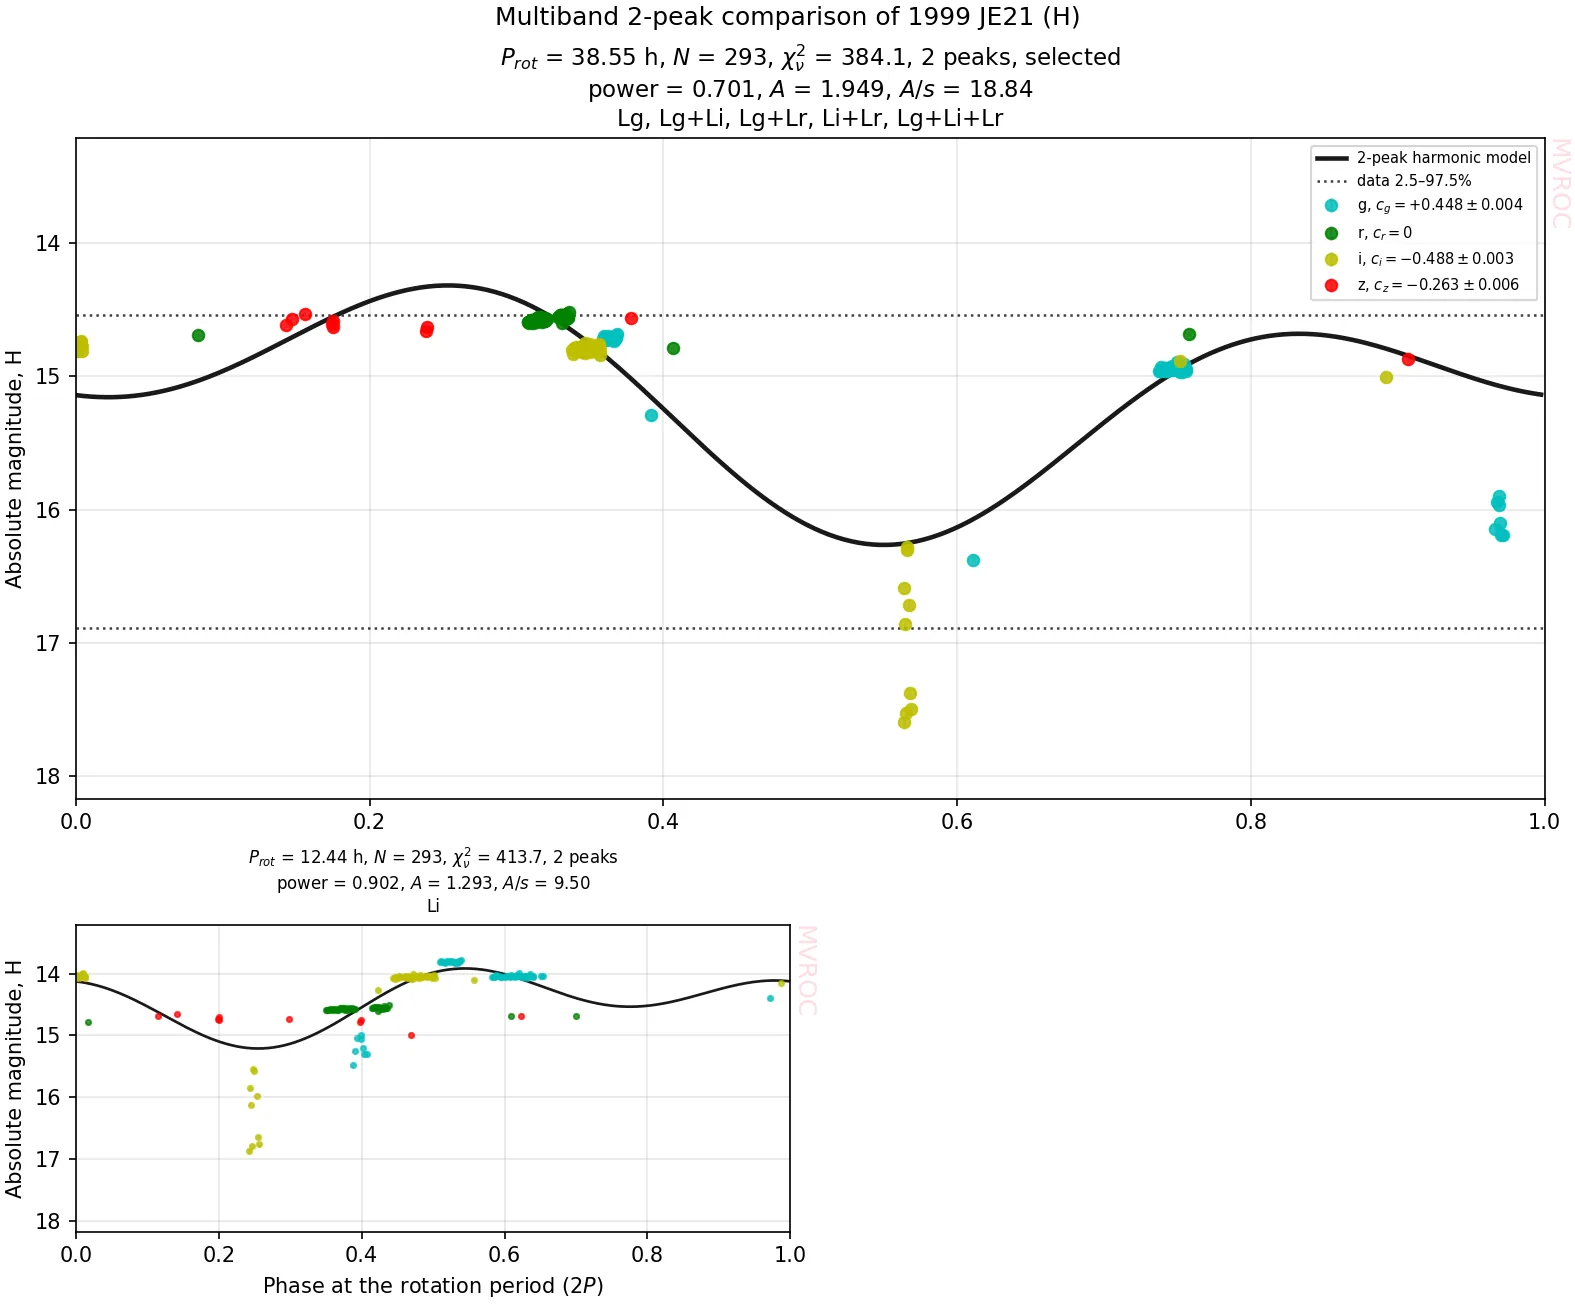 Multiband 2-peak comparison of 1999 JE21 (H)
P_rot = 38.55 h, N = 293, χ²_ν = 384.1, 2 peaks, selected
power = 0.701, A = 1.949, A/s = 18.84
Lg, Lg+Li, Lg+Lr, Li+Lr, Lg+Li+Lr
2-peak harmonic model
data 2.5–97.5%
g, c_g = +0.448 ± 0.004
r, c_r = 0
i, c_i = −0.488 ± 0.003
z, c_z = −0.263 ± 0.006
MVROC
Absolute magnitude, H
14
15
16
17
18
0.0 0.2 0.4 0.6 0.8 1.0
P_rot = 12.44 h, N = 293, χ²_ν = 413.7, 2 peaks
power = 0.902, A = 1.293, A/s = 9.50
Li
MVROC
Absolute magnitude, H
14
15
16
17
18
0.0 0.2 0.4 0.6 0.8 1.0
Phase at the rotation period (2P)